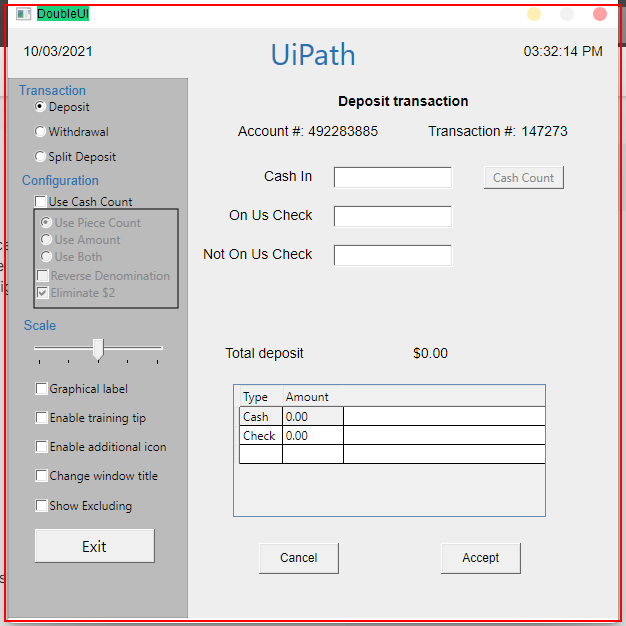 DoubleUI
10/03/2021
UiPath
03:32:14 PM
Transaction
Deposit
Withdrawal
Split Deposit
Configuration
Use Cash Count
Use Piece Count
Use Amount
Use Both
Reverse Denomination
Eliminate $2
Scale
Graphical label
Enable training tip
Enable additional icon
Change window title
Show Excluding
Exit
Deposit transaction
Account #: 492283885 Transaction #: 147273
Cash In
Cash Count
On Us Check
Not On Us Check
Total deposit $0.00
Type Amount
Cash 0.00
Check 0.00
Cancel Accept